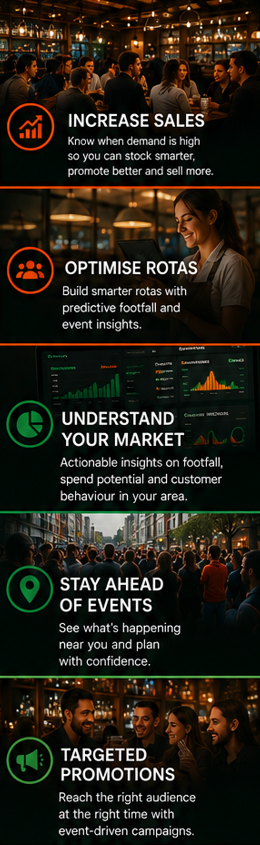 INCREASE SALES
Know when demand is high
so you can stock smarter,
promote better and sell more.
OPTIMISE ROTAS
Build smarter rotas with
predictive footfall and
event insights.
UNDERSTAND
YOUR MARKET
Actionable insights on footfall,
spend potential and customer
behaviour in your area.
STAY AHEAD
OF EVENTS
See what's happening
near you and plan
with confidence.
TARGETED
PROMOTIONS
Reach the right audience
at the right time with
event-driven campaigns.